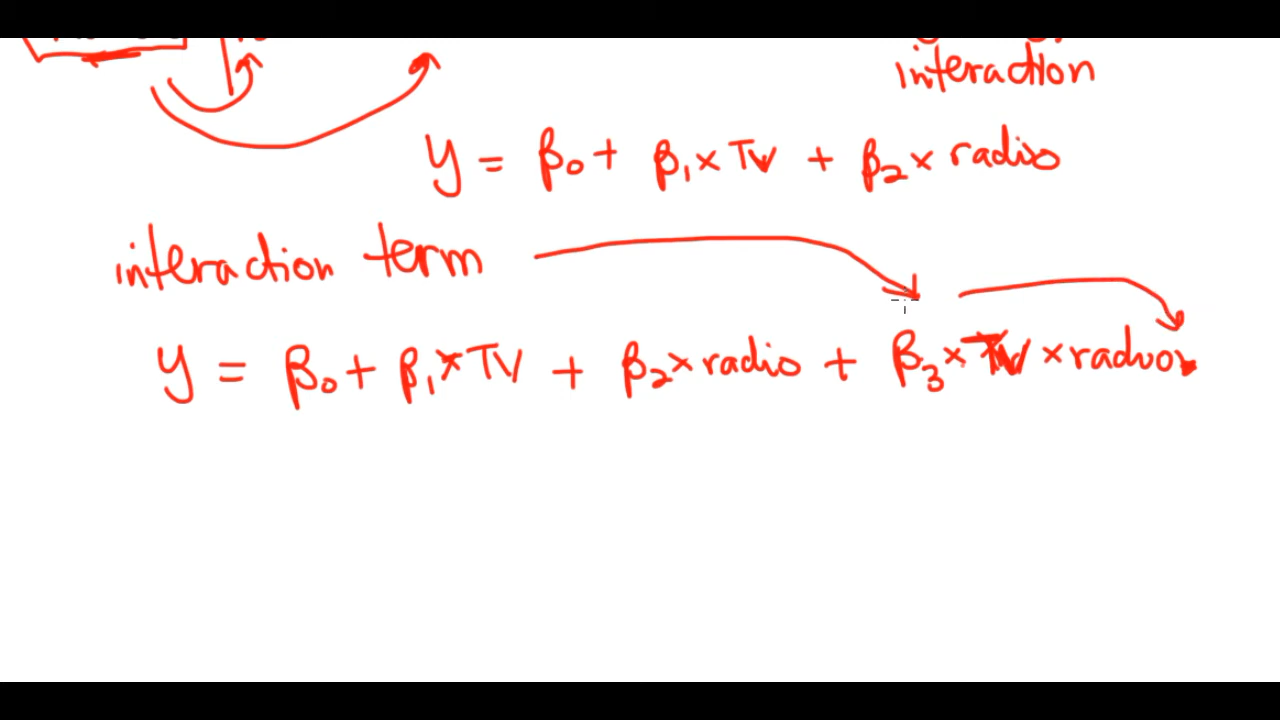 interaction
y = β₀ + β₁ × TV + β₂ × radio
interaction term
y = β₀ + β₁ × TV + β₂ × radio + β₃ × TV × radio